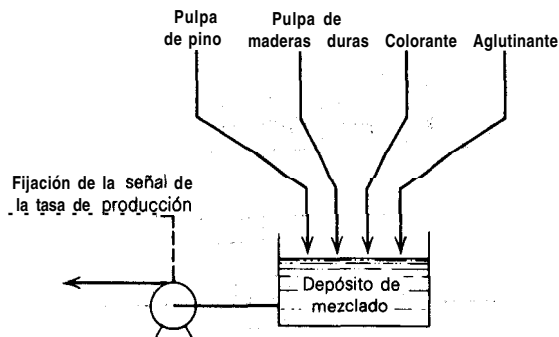 Pulpa
de pino
Pulpa de
maderas duras
Colorante
Aglutinante
Fijación de la señal de
la tasa de producción
Depósito de
mezclado